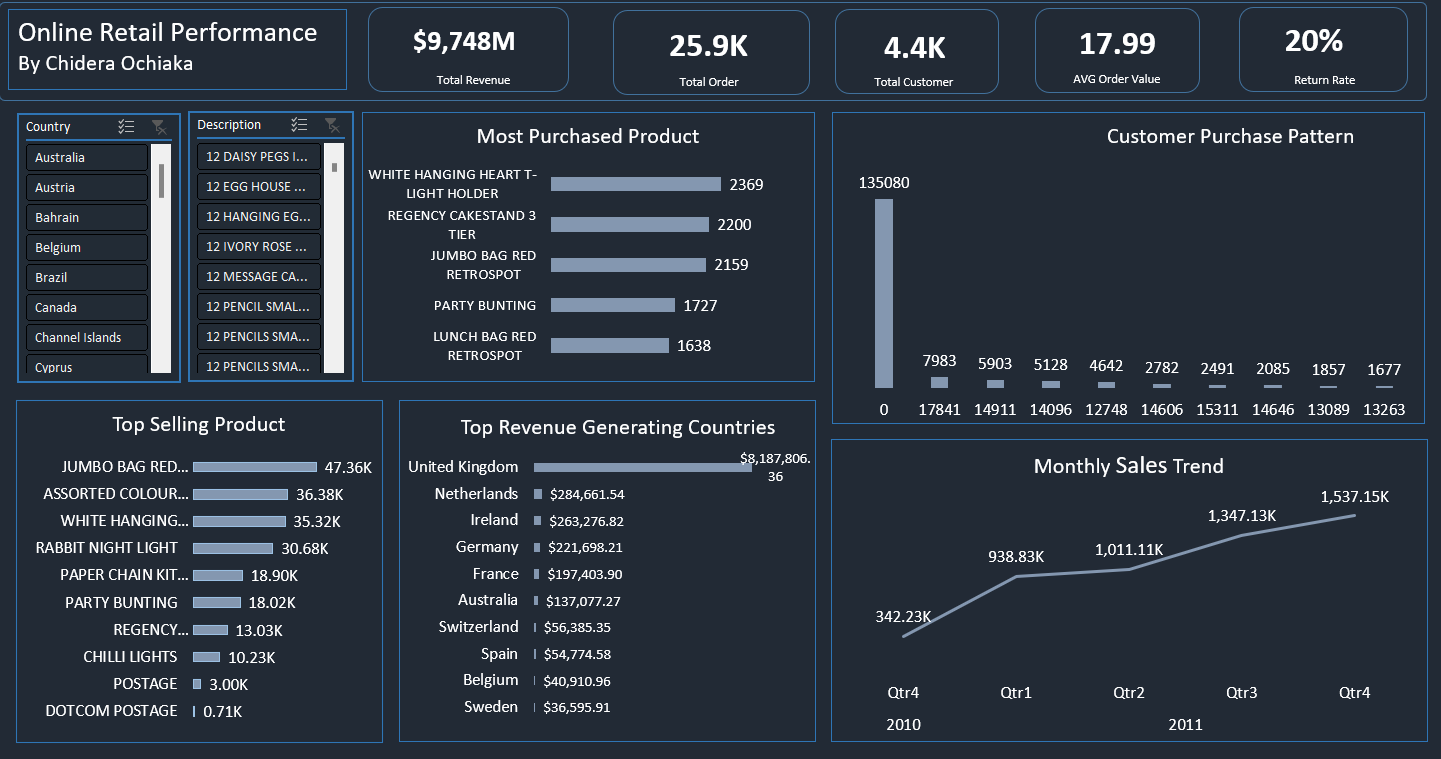 Online Retail Performance
By Chidera Ochiaka
$9,748M
Total Revenue
25.9K
Total Order
4.4K
Total Customer
17.99
AVG Order Value
20%
Return Rate
Country
Australia
Austria
Bahrain
Belgium
Brazil
Canada
Channel Islands
Cyprus
Description
12 DAISY PEGS I...
12 EGG HOUSE ...
12 HANGING EG...
12 IVORY ROSE ...
12 MESSAGE CA...
12 PENCIL SMAL...
12 PENCILS SMA...
12 PENCILS SMA...
Most Purchased Product
WHITE HANGING HEART T-
LIGHT HOLDER
2369
REGENCY CAKESTAND 3
TIER
2200
JUMBO BAG RED
RETROSPOT
2159
PARTY BUNTING
1727
LUNCH BAG RED
RETROSPOT
1638
Customer Purchase Pattern
135080 7983 5903 5128 4642 2782 2491 2085 1857 1677
0 17841 14911 14096 12748 14606 15311 14646 13089 13263
Top Selling Product
JUMBO BAG RED... 47.36K
ASSORTED COLOUR... 36.38K
WHITE HANGING... 35.32K
RABBIT NIGHT LIGHT 30.68K
PAPER CHAIN KIT... 18.90K
PARTY BUNTING 18.02K
REGENCY... 13.03K
CHILLI LIGHTS 10.23K
POSTAGE 3.00K
DOTCOM POSTAGE 0.71K
Top Revenue Generating Countries
United Kingdom $8,187,806.
36
Netherlands $284,661.54
Ireland $263,276.82
Germany $221,698.21
France $197,403.90
Australia $137,077.27
Switzerland $56,385.35
Spain $54,774.58
Belgium $40,910.96
Sweden $36,595.91
Monthly Sales Trend
342.23K 938.83K 1,011.11K 1,347.13K 1,537.15K
Qtr4 Qtr1 Qtr2 Qtr3 Qtr4
2010 2011